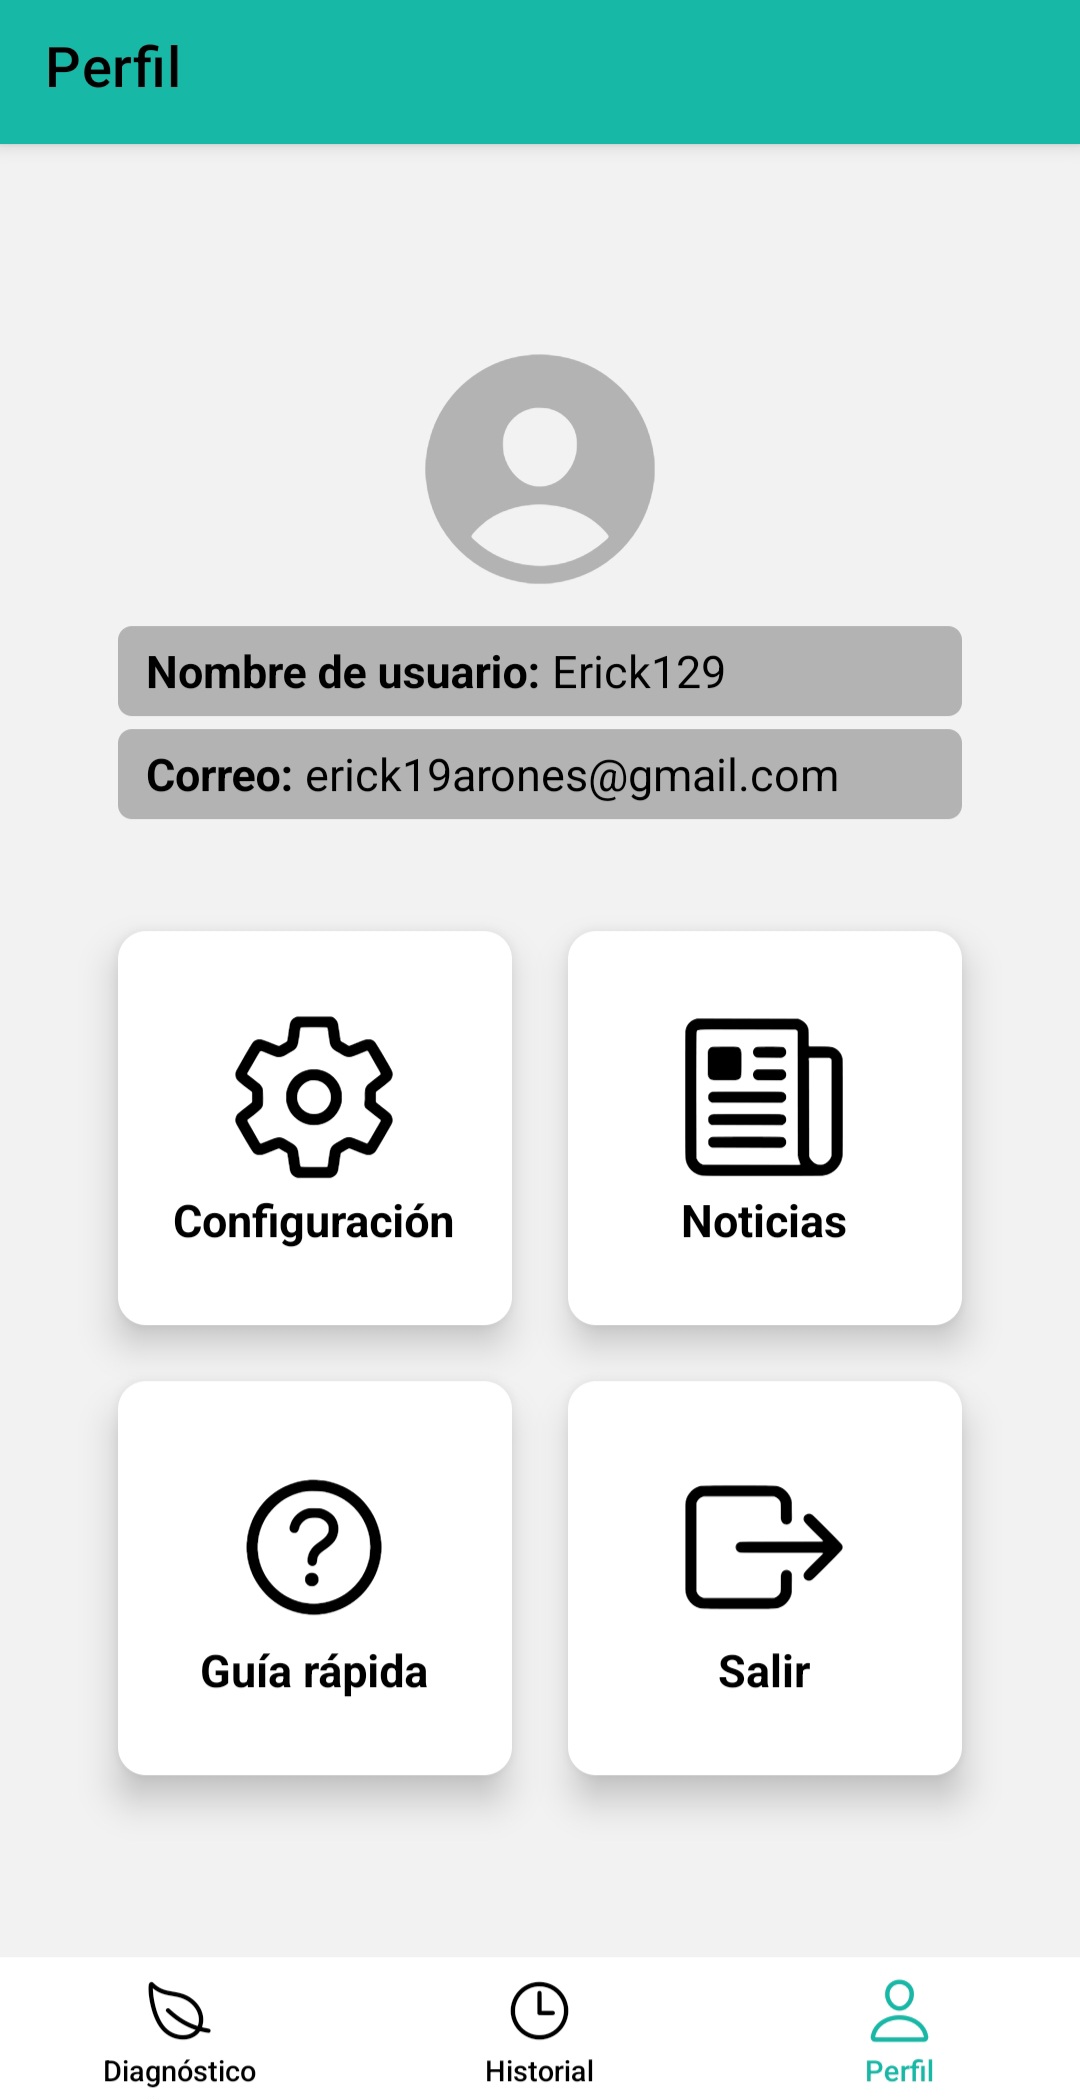 Perfil
Nombre de usuario: Erick129
Correo: erick19arones@gmail.com
Configuración
Noticias
Guía rápida
Salir
Diagnóstico
Historial
Perfil